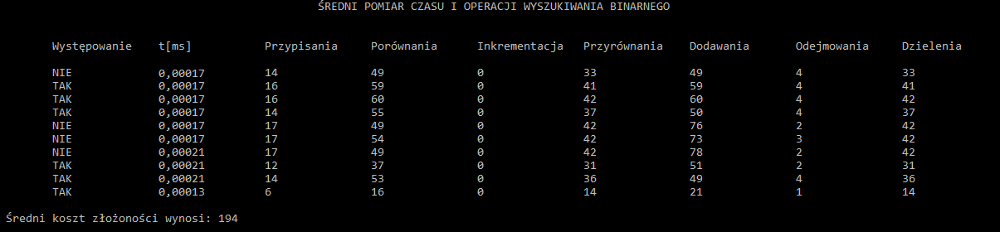 ŚREDNI POMIAR CZASU I OPERACJI WYSZUKIWANIA BINARNEGO
Występowanie t[ms] Przypisania Porównania Inkrementacja Przyrównania Dodawania Odejmowania Dzielenia
NIE 0,00017 14 49 0 33 49 4 33
TAK 0,00017 16 59 0 41 59 4 41
TAK 0,00017 16 60 0 42 60 4 42
TAK 0,00017 14 55 0 37 50 4 37
NIE 0,00017 17 49 0 42 76 2 42
NIE 0,00017 17 54 0 42 73 3 42
NIE 0,00021 17 49 0 42 78 2 42
TAK 0,00021 12 37 0 31 51 2 31
TAK 0,00021 14 53 0 36 49 4 36
TAK 0,00013 6 16 0 14 21 1 14
Średni koszt złożoności wynosi: 194